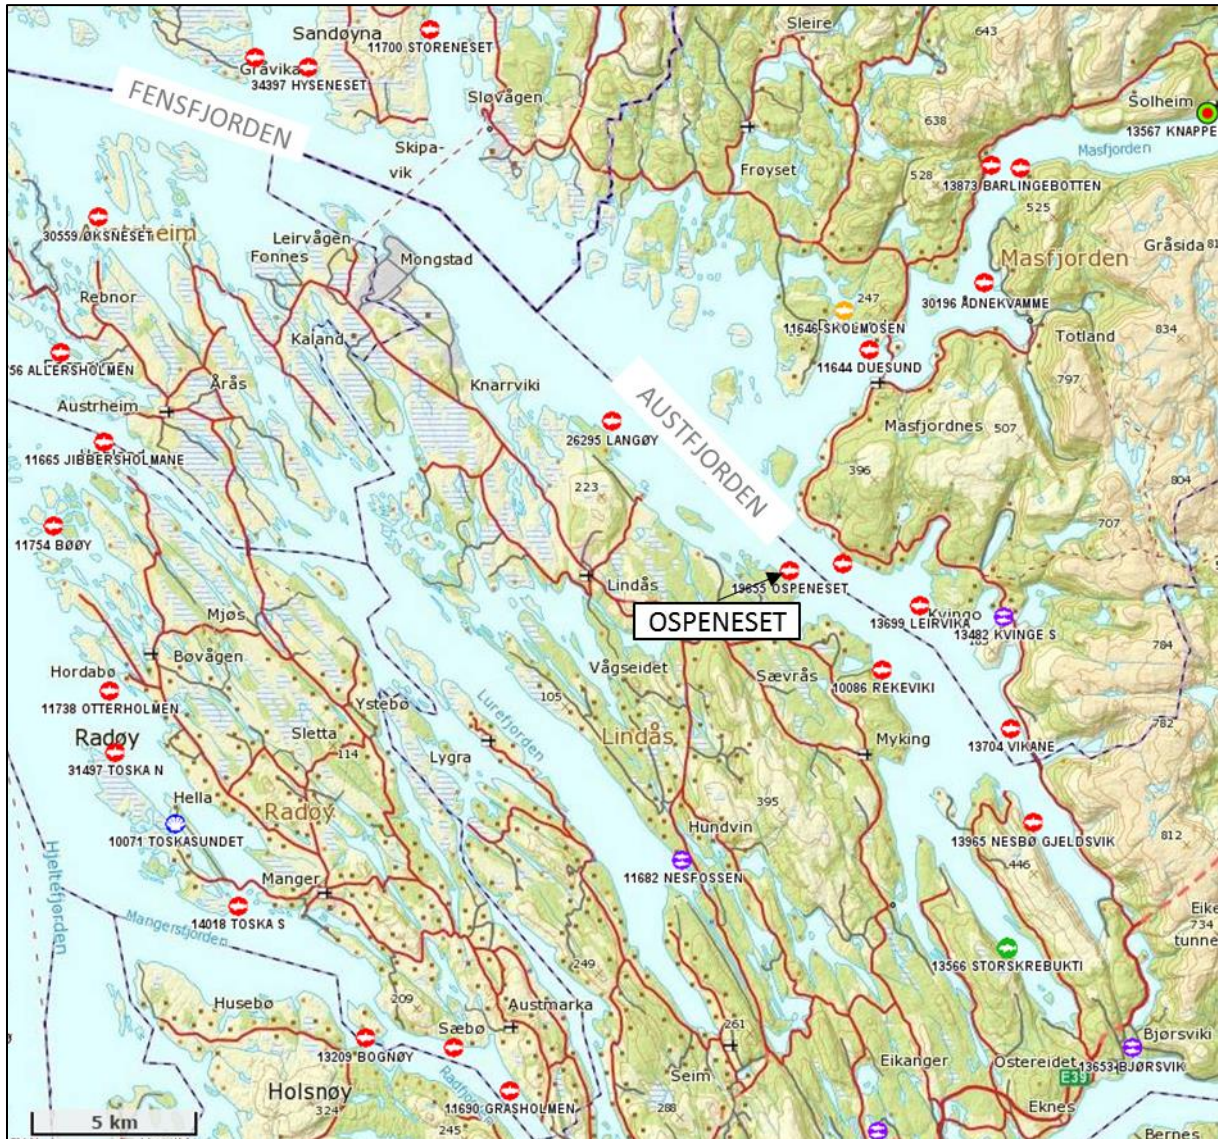 Sandøyna
11700 STORENESET
Sleire
643
Gråvika
34397 HYSENESET
FENSFJORDEN
Sløvågen
Solheim
638
13567 KNAPPE
Masfjorden
Skipa-
vik
Frøyset
528
13873 BARLINGEBOTTEN
525
30559 ØKSNESET
Leirvågen
Fonnes
Mongstad
Masfjorden
Gråsida
Rebnor
247
30196 ÅDNEKVAMME
11646 SKOLMOSEN
834
Kaland
Totland
56 ALLERSHOLMEN
11644 DUESUND
Årås
Knarrviki
797
Austrheim
AUSTFJORDEN
Masfjordnes
507
26295 LANGØY
11665 JIBBERSHOLMANE
396
804
223
707
11754 BØØY
Lindås
19855 OSPENESET
OSPENESET
Mjøs
13699 LEIRVIKA
Kvingo
13482 KVINGE S
784
Bøvågen
Hordabø
Vågseidet
Sævrås
10086 REKEVIKI
11738 OTTERHOLMEN
105
Ystebø
Lurefjorden
782
Radøy
Sletta
Lindås
13704 VIKANE
31497 TOSKA N
114
Lygra
Myking
Hella
Radøy
395
10071 TOSKASUNDET
Hundvin
13965 NESBØ GJELDSVIK
812
446
Hjeltefjorden
Manger
11682 NESFOSSEN
14018 TOSKA S
Mangersfjorden
Eike
734
tunne
13566 STORSKREBUKTI
249
Husebø
209
Austmarka
Sæbø
261
Bjørsviki
13209 BOGNØY
Eikanger
Ostereidet
13653 BJØRSVIK
Seim
E39
Holsnøy
Radfjorden
11690 GRASHOLMEN
324
288
Eknes
5 km
245
Bernes